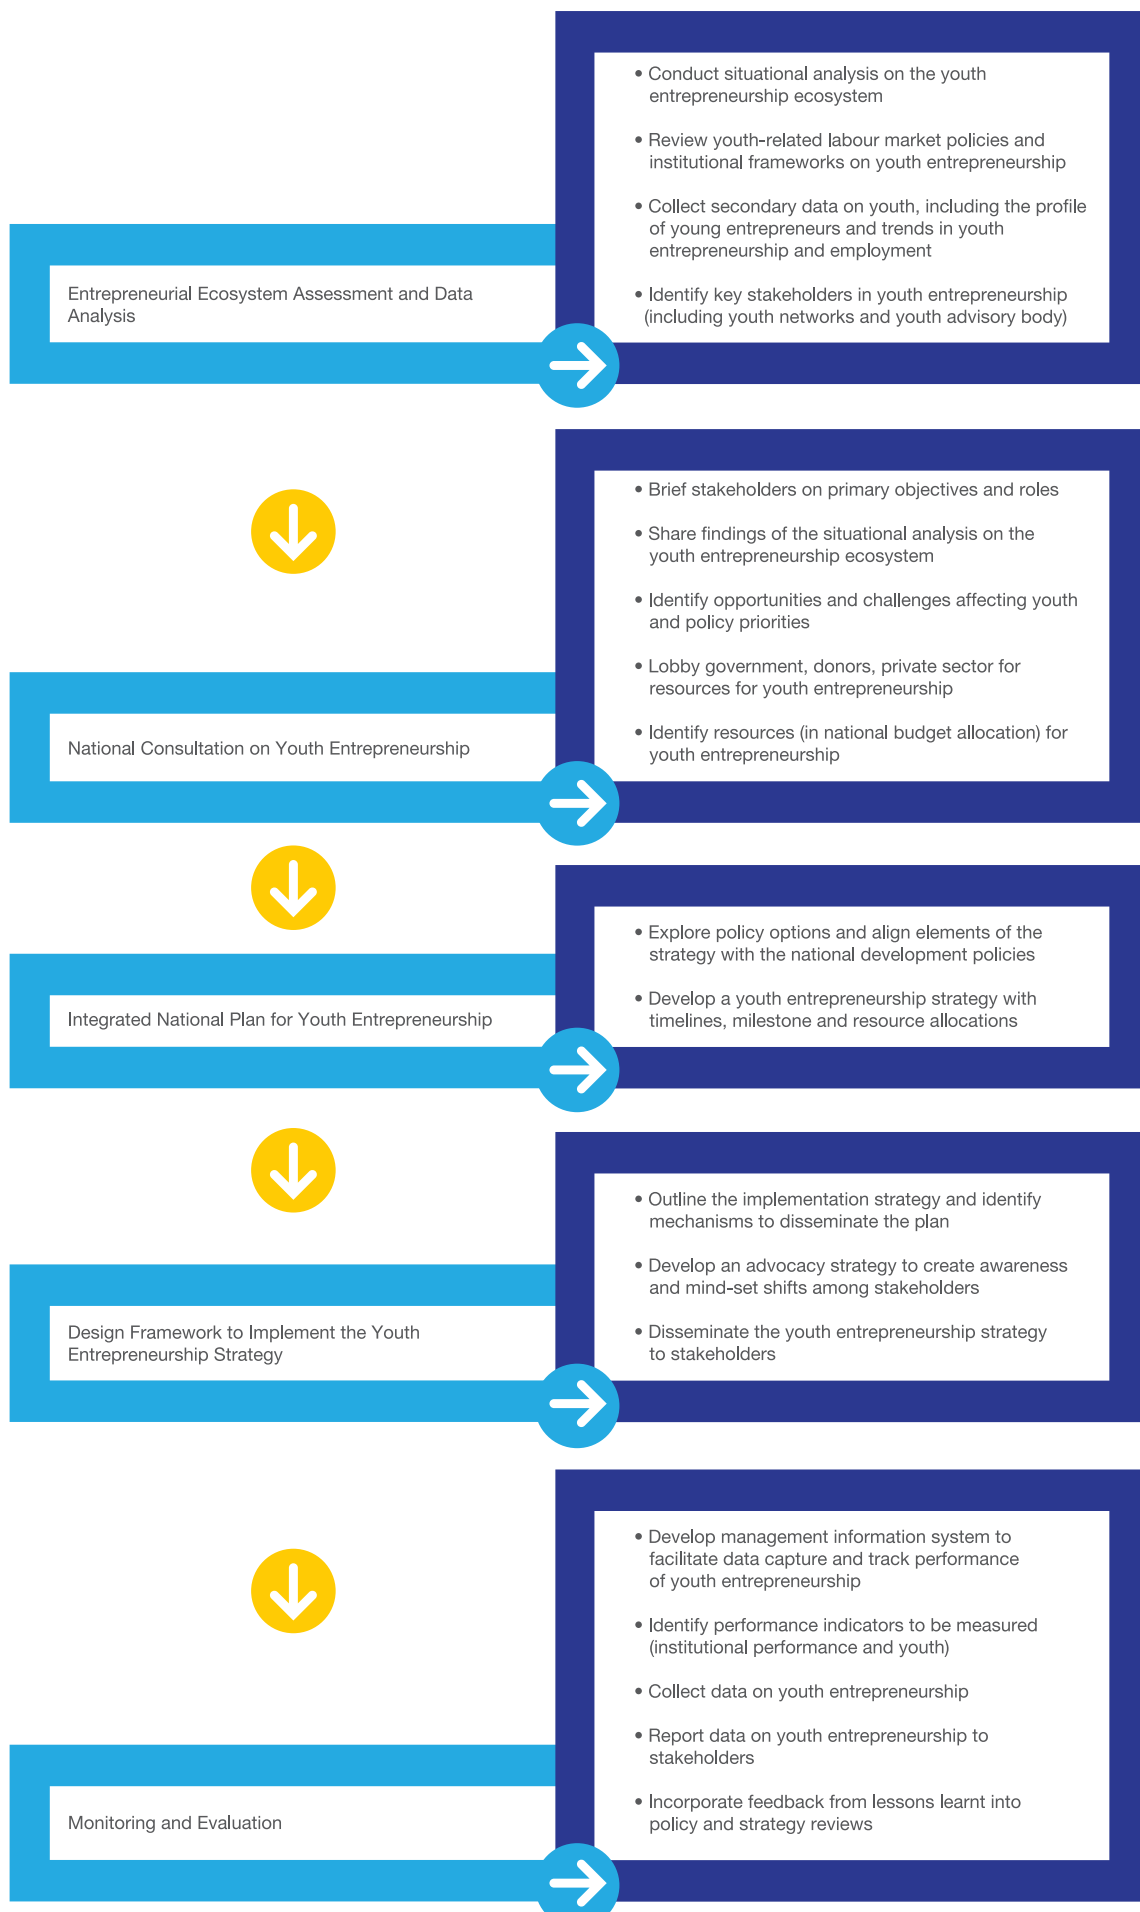 • Conduct situational analysis on the youth
entrepreneurship ecosystem
• Review youth-related labour market policies and
institutional frameworks on youth entrepreneurship
• Collect secondary data on youth, including the profile
of young entrepreneurs and trends in youth
entrepreneurship and employment
• Identify key stakeholders in youth entrepreneurship
(including youth networks and youth advisory body)
Entrepreneurial Ecosystem Assessment and Data
Analysis
• Brief stakeholders on primary objectives and roles
• Share findings of the situational analysis on the
youth entrepreneurship ecosystem
• Identify opportunities and challenges affecting youth
and policy priorities
• Lobby government, donors, private sector for
resources for youth entrepreneurship
• Identify resources (in national budget allocation) for
youth entrepreneurship
National Consultation on Youth Entrepreneurship
• Explore policy options and align elements of the
strategy with the national development policies
• Develop a youth entrepreneurship strategy with
timelines, milestone and resource allocations
Integrated National Plan for Youth Entrepreneurship
• Outline the implementation strategy and identify
mechanisms to disseminate the plan
• Develop an advocacy strategy to create awareness
and mind-set shifts among stakeholders
• Disseminate the youth entrepreneurship strategy
to stakeholders
Design Framework to Implement the Youth
Entrepreneurship Strategy
• Develop management information system to
facilitate data capture and track performance
of youth entrepreneurship
• Identify performance indicators to be measured
(institutional performance and youth)
• Collect data on youth entrepreneurship
• Report data on youth entrepreneurship to
stakeholders
• Incorporate feedback from lessons learnt into
policy and strategy reviews
Monitoring and Evaluation